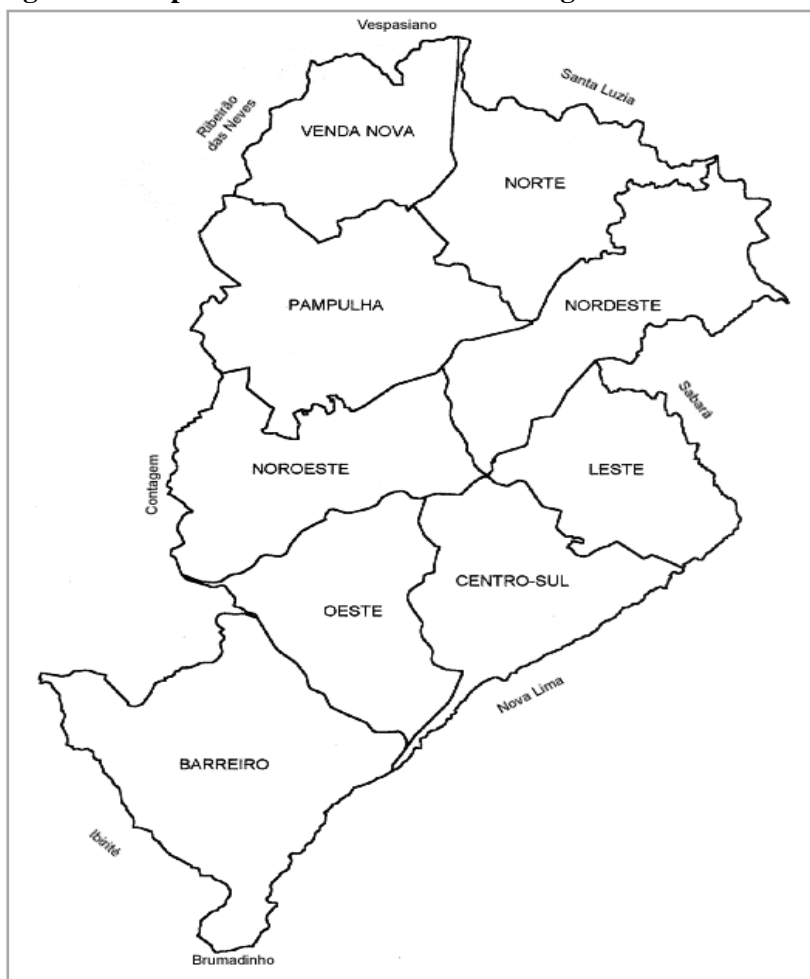 Vespasiano
Santa Luzia
Ribeirão
das Neves
VENDA NOVA
NORTE
PAMPULHA
NORDESTE
Sabará
NOROESTE
LESTE
Contagem
CENTRO-SUL
OESTE
Nova Lima
BARREIRO
Ibirité
Brumadinho